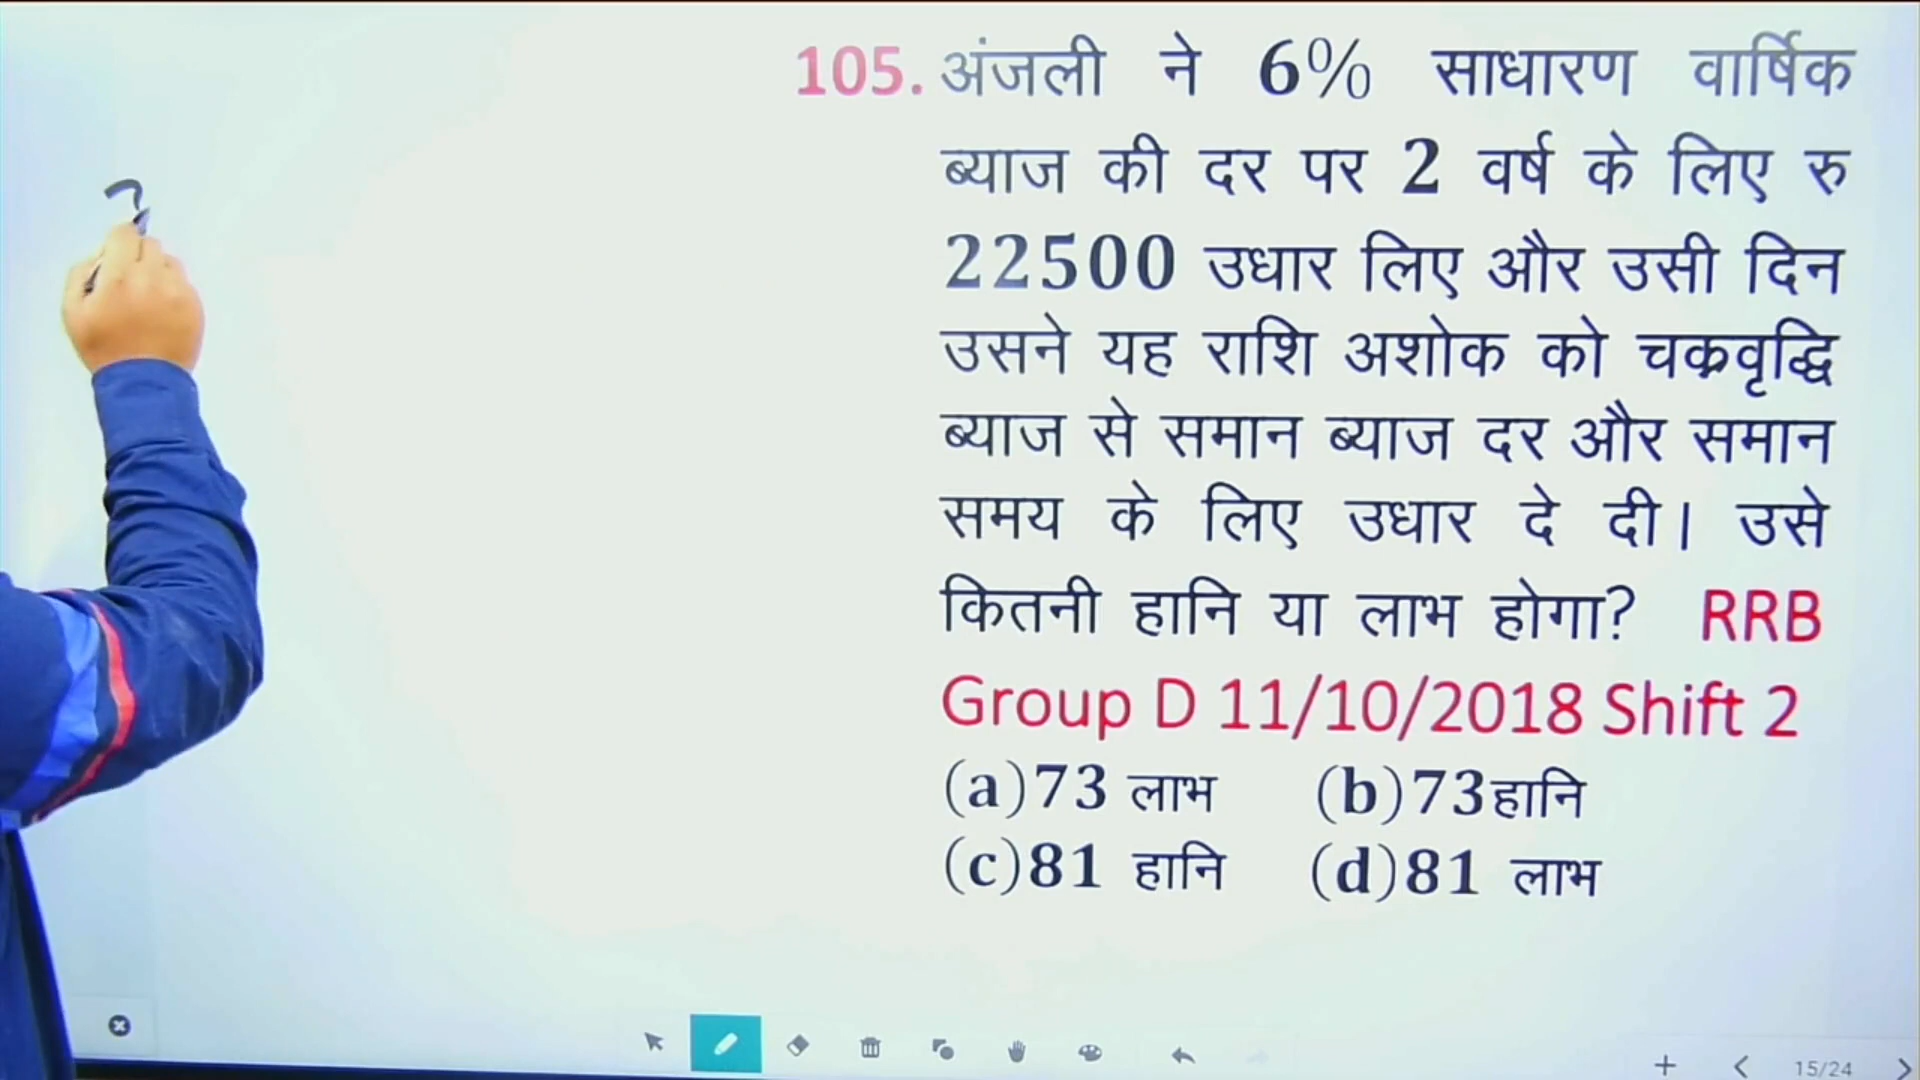 105. अंजली ने 6% साधारण वार्षिक
ब्याज की दर पर 2 वर्ष के लिए रु
22500 उधार लिए और उसी दिन
उसने यह राशि अशोक को चक्रवृद्धि
ब्याज से समान ब्याज दर और समान
समय के लिए उधार दे दी। उसे
कितनी हानि या लाभ होगा? RRB
Group D 11/10/2018 Shift 2
(a)73 लाभ (b)73हानि
(c)81 हानि (d)81 लाभ
15/24